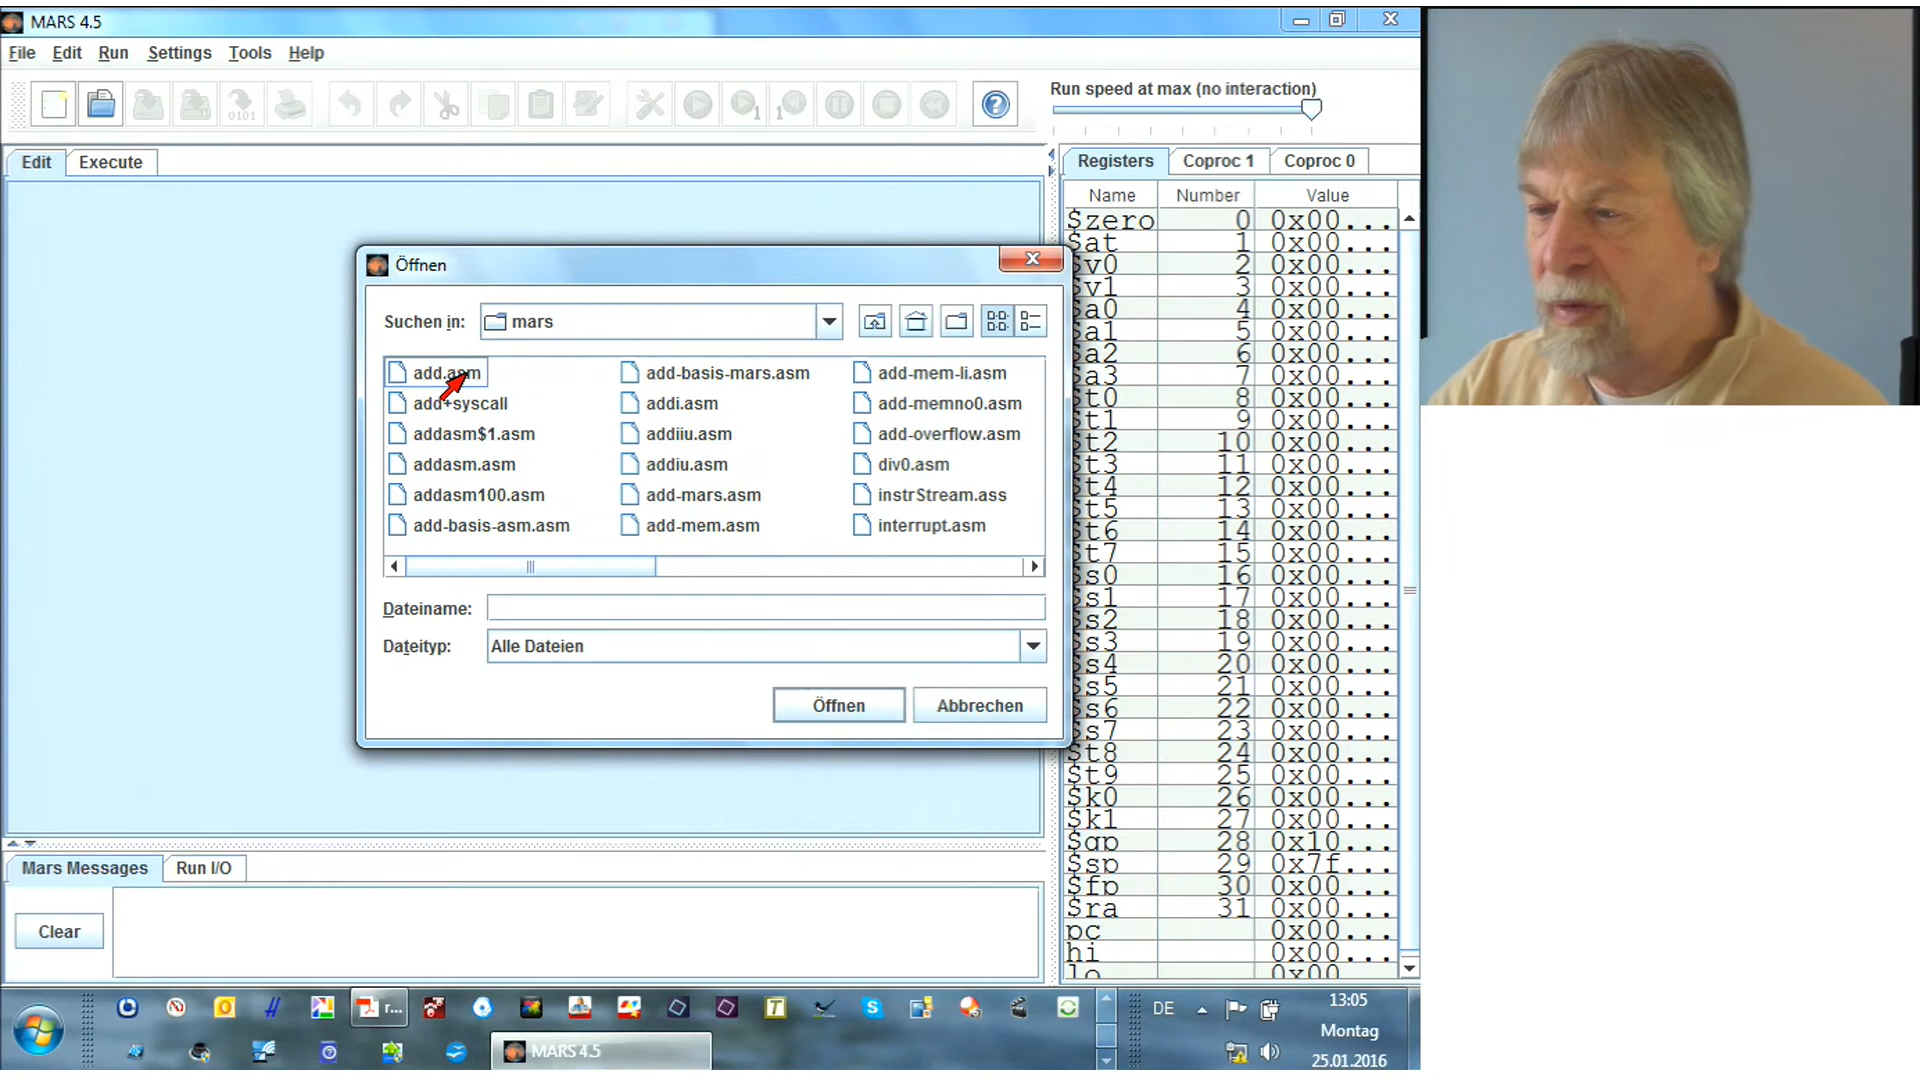 MARS 4.5
File Edit Run Settings Tools Help
Run speed at max (no interaction)
0101
1
1
?
Edit Execute
Registers Coproc 1 Coproc 0
Name Number Value
$zero 0 0x00...
$at 1 0x00...
$v0 2 0x00...
$v1 3 0x00...
$a0 4 0x00...
$a1 5 0x00...
$a2 6 0x00...
$a3 7 0x00...
$t0 8 0x00...
$t1 9 0x00...
$t2 10 0x00...
$t3 11 0x00...
$t4 12 0x00...
$t5 13 0x00...
$t6 14 0x00...
$t7 15 0x00...
$s0 16 0x00...
$s1 17 0x00...
$s2 18 0x00...
$s3 19 0x00...
$s4 20 0x00...
$s5 21 0x00...
$s6 22 0x00...
$s7 23 0x00...
$t8 24 0x00...
$t9 25 0x00...
$k0 26 0x00...
$k1 27 0x00...
$gp 28 0x10...
$sp 29 0x7f...
$fp 30 0x00...
$ra 31 0x00...
pc 0x00...
hi 0x00...
lo 0x00...
Öffnen
Suchen in: mars
add.asm add-basis-mars.asm add-mem-li.asm
add+syscall addi.asm add-memno0.asm
addasm$1.asm addiiu.asm add-overflow.asm
addasm.asm addiu.asm div0.asm
addasm100.asm add-mars.asm instrStream.ass
add-basis-asm.asm add-mem.asm interrupt.asm
Dateiname:
Dateityp: Alle Dateien
Öffnen Abbrechen
Mars Messages Run I/O
Clear
r... T S DE 13:05
Montag
MARS 4.5 25.01.2016